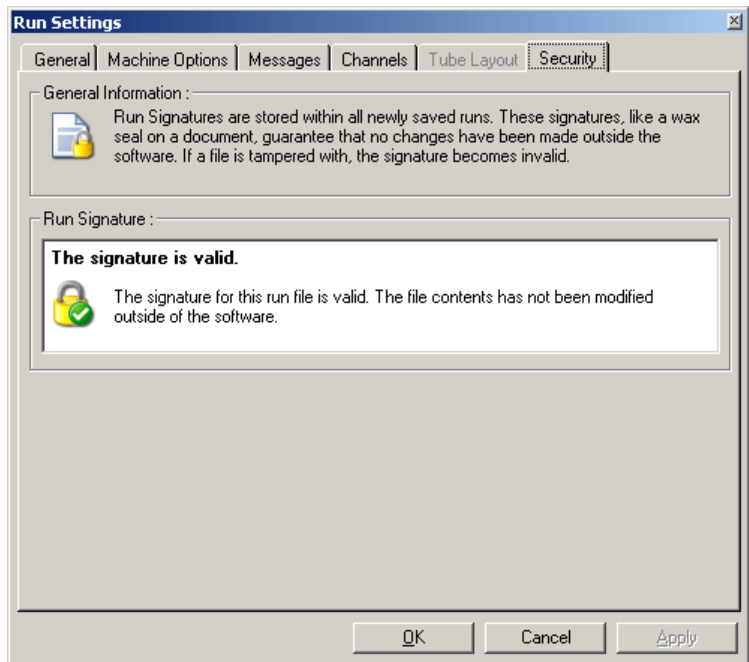 Run Settings
General Machine Options Messages Channels Tube Layout Security
General Information :
Run Signatures are stored within all newly saved runs. These signatures, like a wax
seal on a document, guarantee that no changes have been made outside the
software. If a file is tampered with, the signature becomes invalid.
Run Signature :
The signature is valid.
The signature for this run file is valid. The file contents has not been modified
outside of the software.
OK Cancel Apply